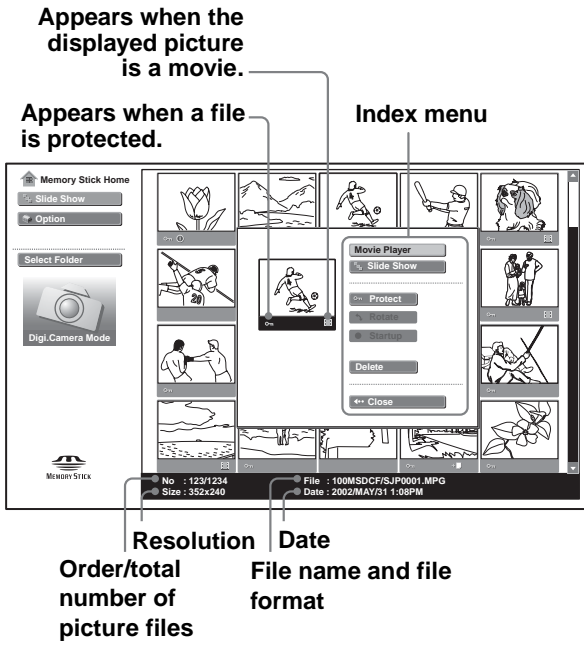 Appears when the
displayed picture
is a movie.
Appears when a file
is protected.
Index menu
Memory Stick Home
Slide Show
Option
Select Folder
Digi.Camera Mode
MEMORY STICK
20
Movie Player
Slide Show
Protect
Rotate
Startup
Delete
Close
No : 123/1234
Size : 352x240
File : 100MSDCF/SJP0001.MPG
Date : 2002/MAY/31 1:08PM
Resolution
Date
Order/total
number of
picture files
File name and file
format